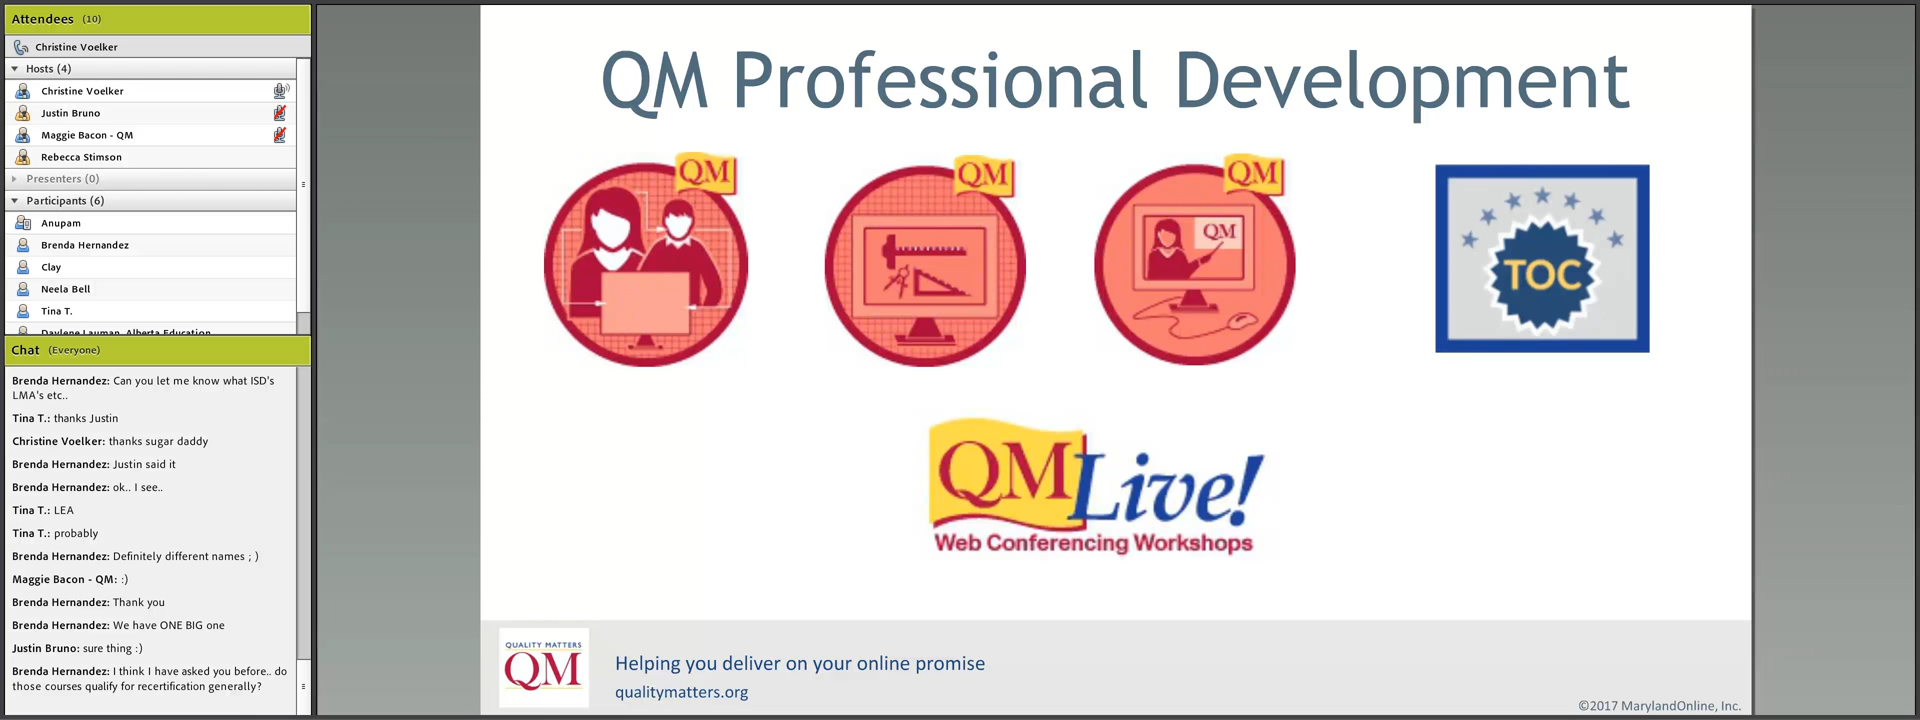 Attendees (10)
Christine Voelker
Hosts (4)
Christine Voelker
Justin Bruno
Maggie Bacon - QM
Rebecca Stimson
Presenters (0)
Participants (6)
Anupam
Brenda Hernandez
Clay
Neela Bell
Tina T.
Daylene Lauman, Alberta Education
Chat (Everyone)
Brenda Hernandez: Can you let me know what ISD's
LMA's etc..
Tina T.: thanks Justin
Christine Voelker: thanks sugar daddy
Brenda Hernandez: Justin said it
Brenda Hernandez: ok.. I see..
Tina T.: LEA
Tina T.: probably
Brenda Hernandez: Definitely different names ; )
Maggie Bacon - QM: :)
Brenda Hernandez: Thank you
Brenda Hernandez: We have ONE BIG one
Justin Bruno: sure thing :)
Brenda Hernandez: I think I have asked you before.. do
those courses qualify for recertification generally?
QM Professional Development
QM
QM
QM
QM
TOC
QM Live!
Web Conferencing Workshops
QUALITY MATTERS
QM
Helping you deliver on your online promise
qualitymatters.org
©2017 MarylandOnline, Inc.